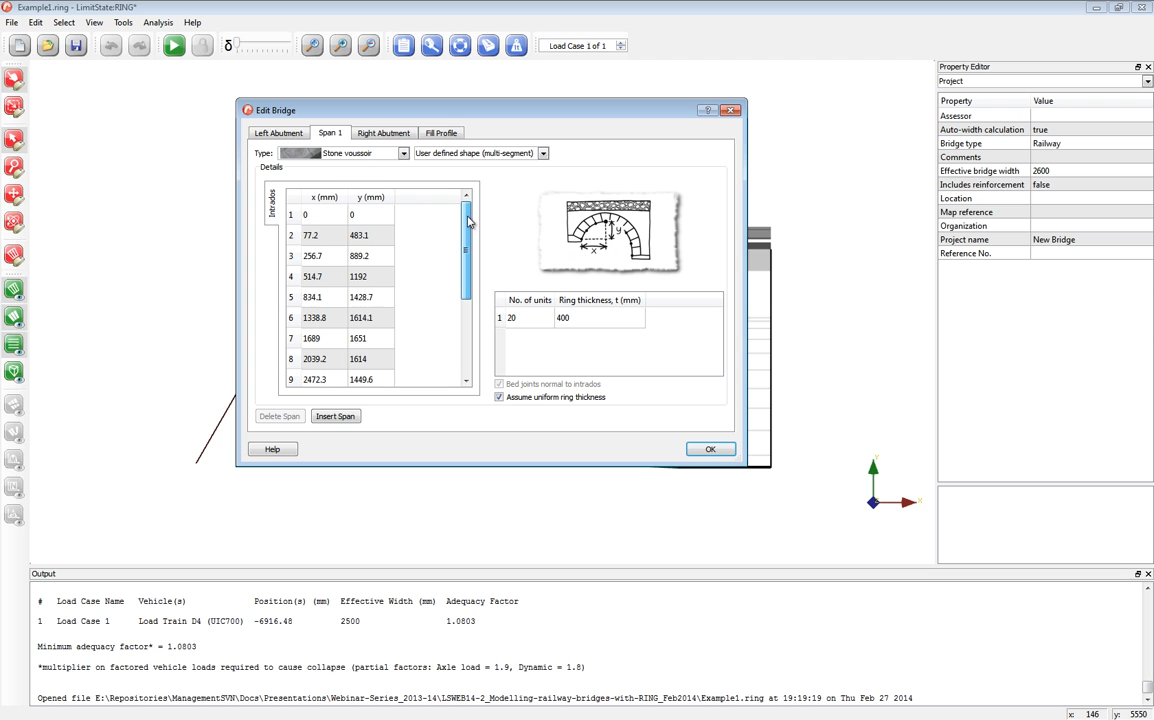 Example1.ring - LimitState:RING*
File Edit Select View Tools Analysis Help
δ
Load Case 1 of 1
Property Editor
Project
Property Value
Assessor
Auto-width calculation true
Bridge type Railway
Comments
Effective bridge width 2600
Includes reinforcement false
Location
Map reference
Organization
Project name New Bridge
Reference No.
Edit Bridge
Left Abutment Span 1 Right Abutment Fill Profile
Type: Stone voussoir User defined shape (multi-segment)
Details
Intrados
x (mm) y (mm)
1 0 0
2 77.2 483.1
3 256.7 889.2
4 514.7 1192
5 834.1 1428.7
6 1338.8 1614.1
7 1689 1651
8 2039.2 1614
9 2472.3 1449.6
x y
No. of units Ring thickness, t (mm)
1 20 400
Bed joints normal to intrados
Assume uniform ring thickness
Delete Span Insert Span
Help OK
Y
X
Output
# Load Case Name Vehicle(s) Position(s) (mm) Effective Width (mm) Adequacy Factor
1 Load Case 1 Load Train D4 (UIC700) -6916.48 2500 1.0803
Minimum adequacy factor* = 1.0803
*multiplier on factored vehicle loads required to cause collapse (partial factors: Axle load = 1.9, Dynamic = 1.8)
Opened file E:\Repositories\ManagementSVN\Docs\Presentations\Webinar-Series_2013-14\LSWEB14-2_Modelling-railway-bridges-with-RING_Feb2014\Example1.ring at 19:19:19 on Thu Feb 27 2014
x: 146 y: 5550